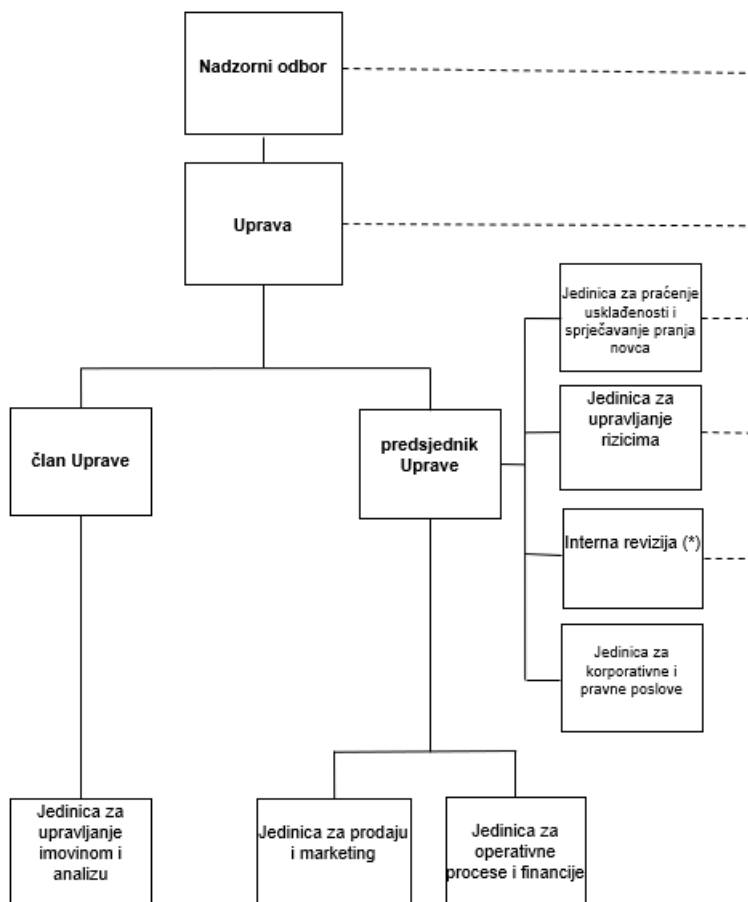 Nadzorni odbor
Uprava
Jedinica za praćenje
usklađenosti i
sprječavanje pranja
novca
Jedinica za
upravljanje
rizicima
član Uprave
predsjednik
Uprave
Interna revizija (*)
Jedinica za
korporativne i
pravne poslove
Jedinica za
upravljanje
imovinom i
analizu
Jedinica za prodaju
i marketing
Jedinica za
operativne
procese i financije